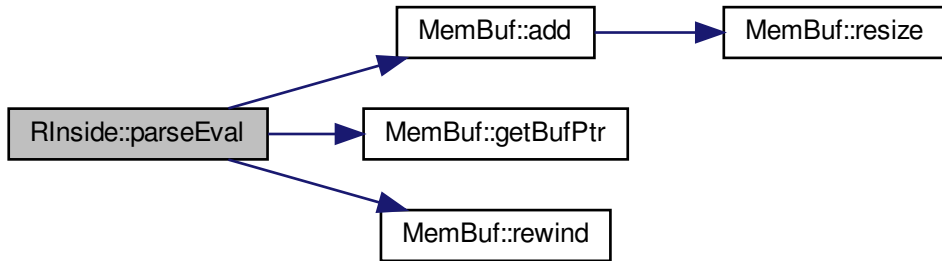 MemBuf::add
MemBuf::resize
RInside::parseEval
MemBuf::getBufPtr
MemBuf::rewind